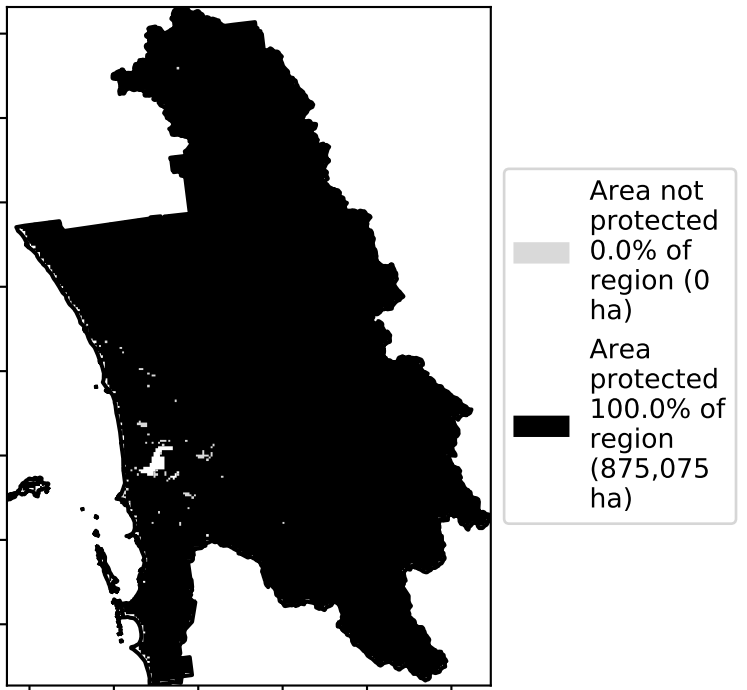 Area not
protected
0.0% of
region (0
ha)
Area
protected
100.0% of
region
(875,075
ha)